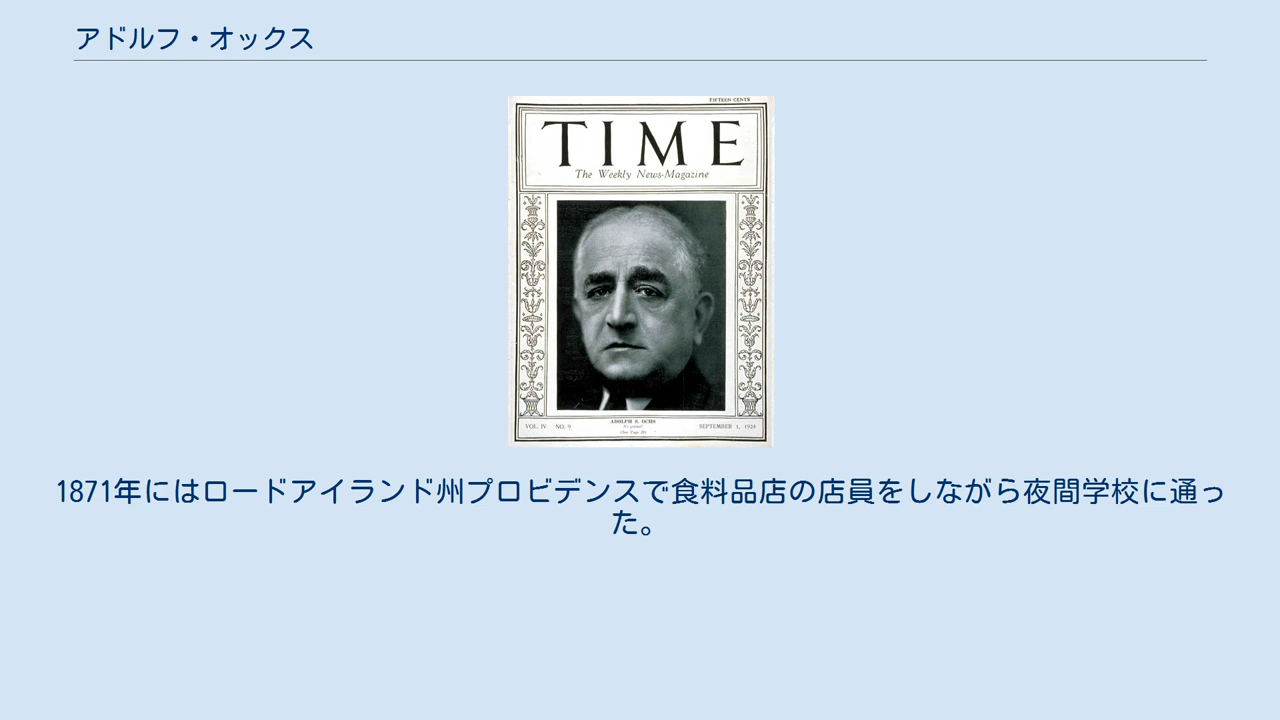 アドルフ・オックス
FIFTEEN CENTS
TIME
The Weekly News-Magazine
VOL. IV NO. 9
ADOLPH S. OCHS
SEPTEMBER 1, 1924
1871年にはロードアイランド州プロビデンスで食料品店の店員をしながら夜間学校に通っ
た。